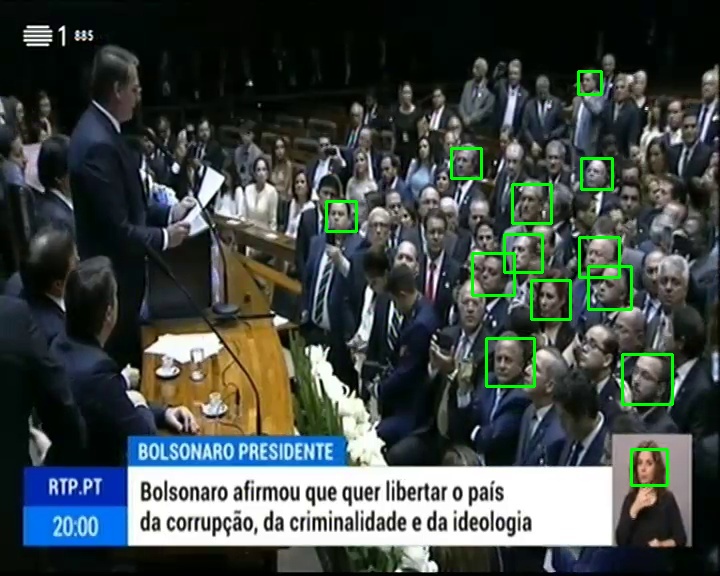 1 885
BOLSONARO PRESIDENTE
RTP.PT
Bolsonaro afirmou que quer libertar o país
20:00
da corrupção, da criminalidade e da ideologia